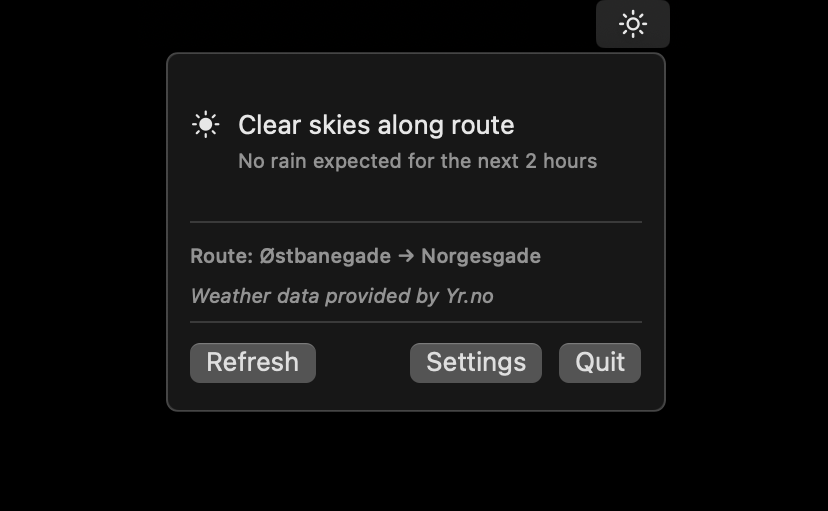 Clear skies along route
No rain expected for the next 2 hours
Route: Østbanegade → Norgesgade
Weather data provided by Yr.no
Refresh Settings Quit